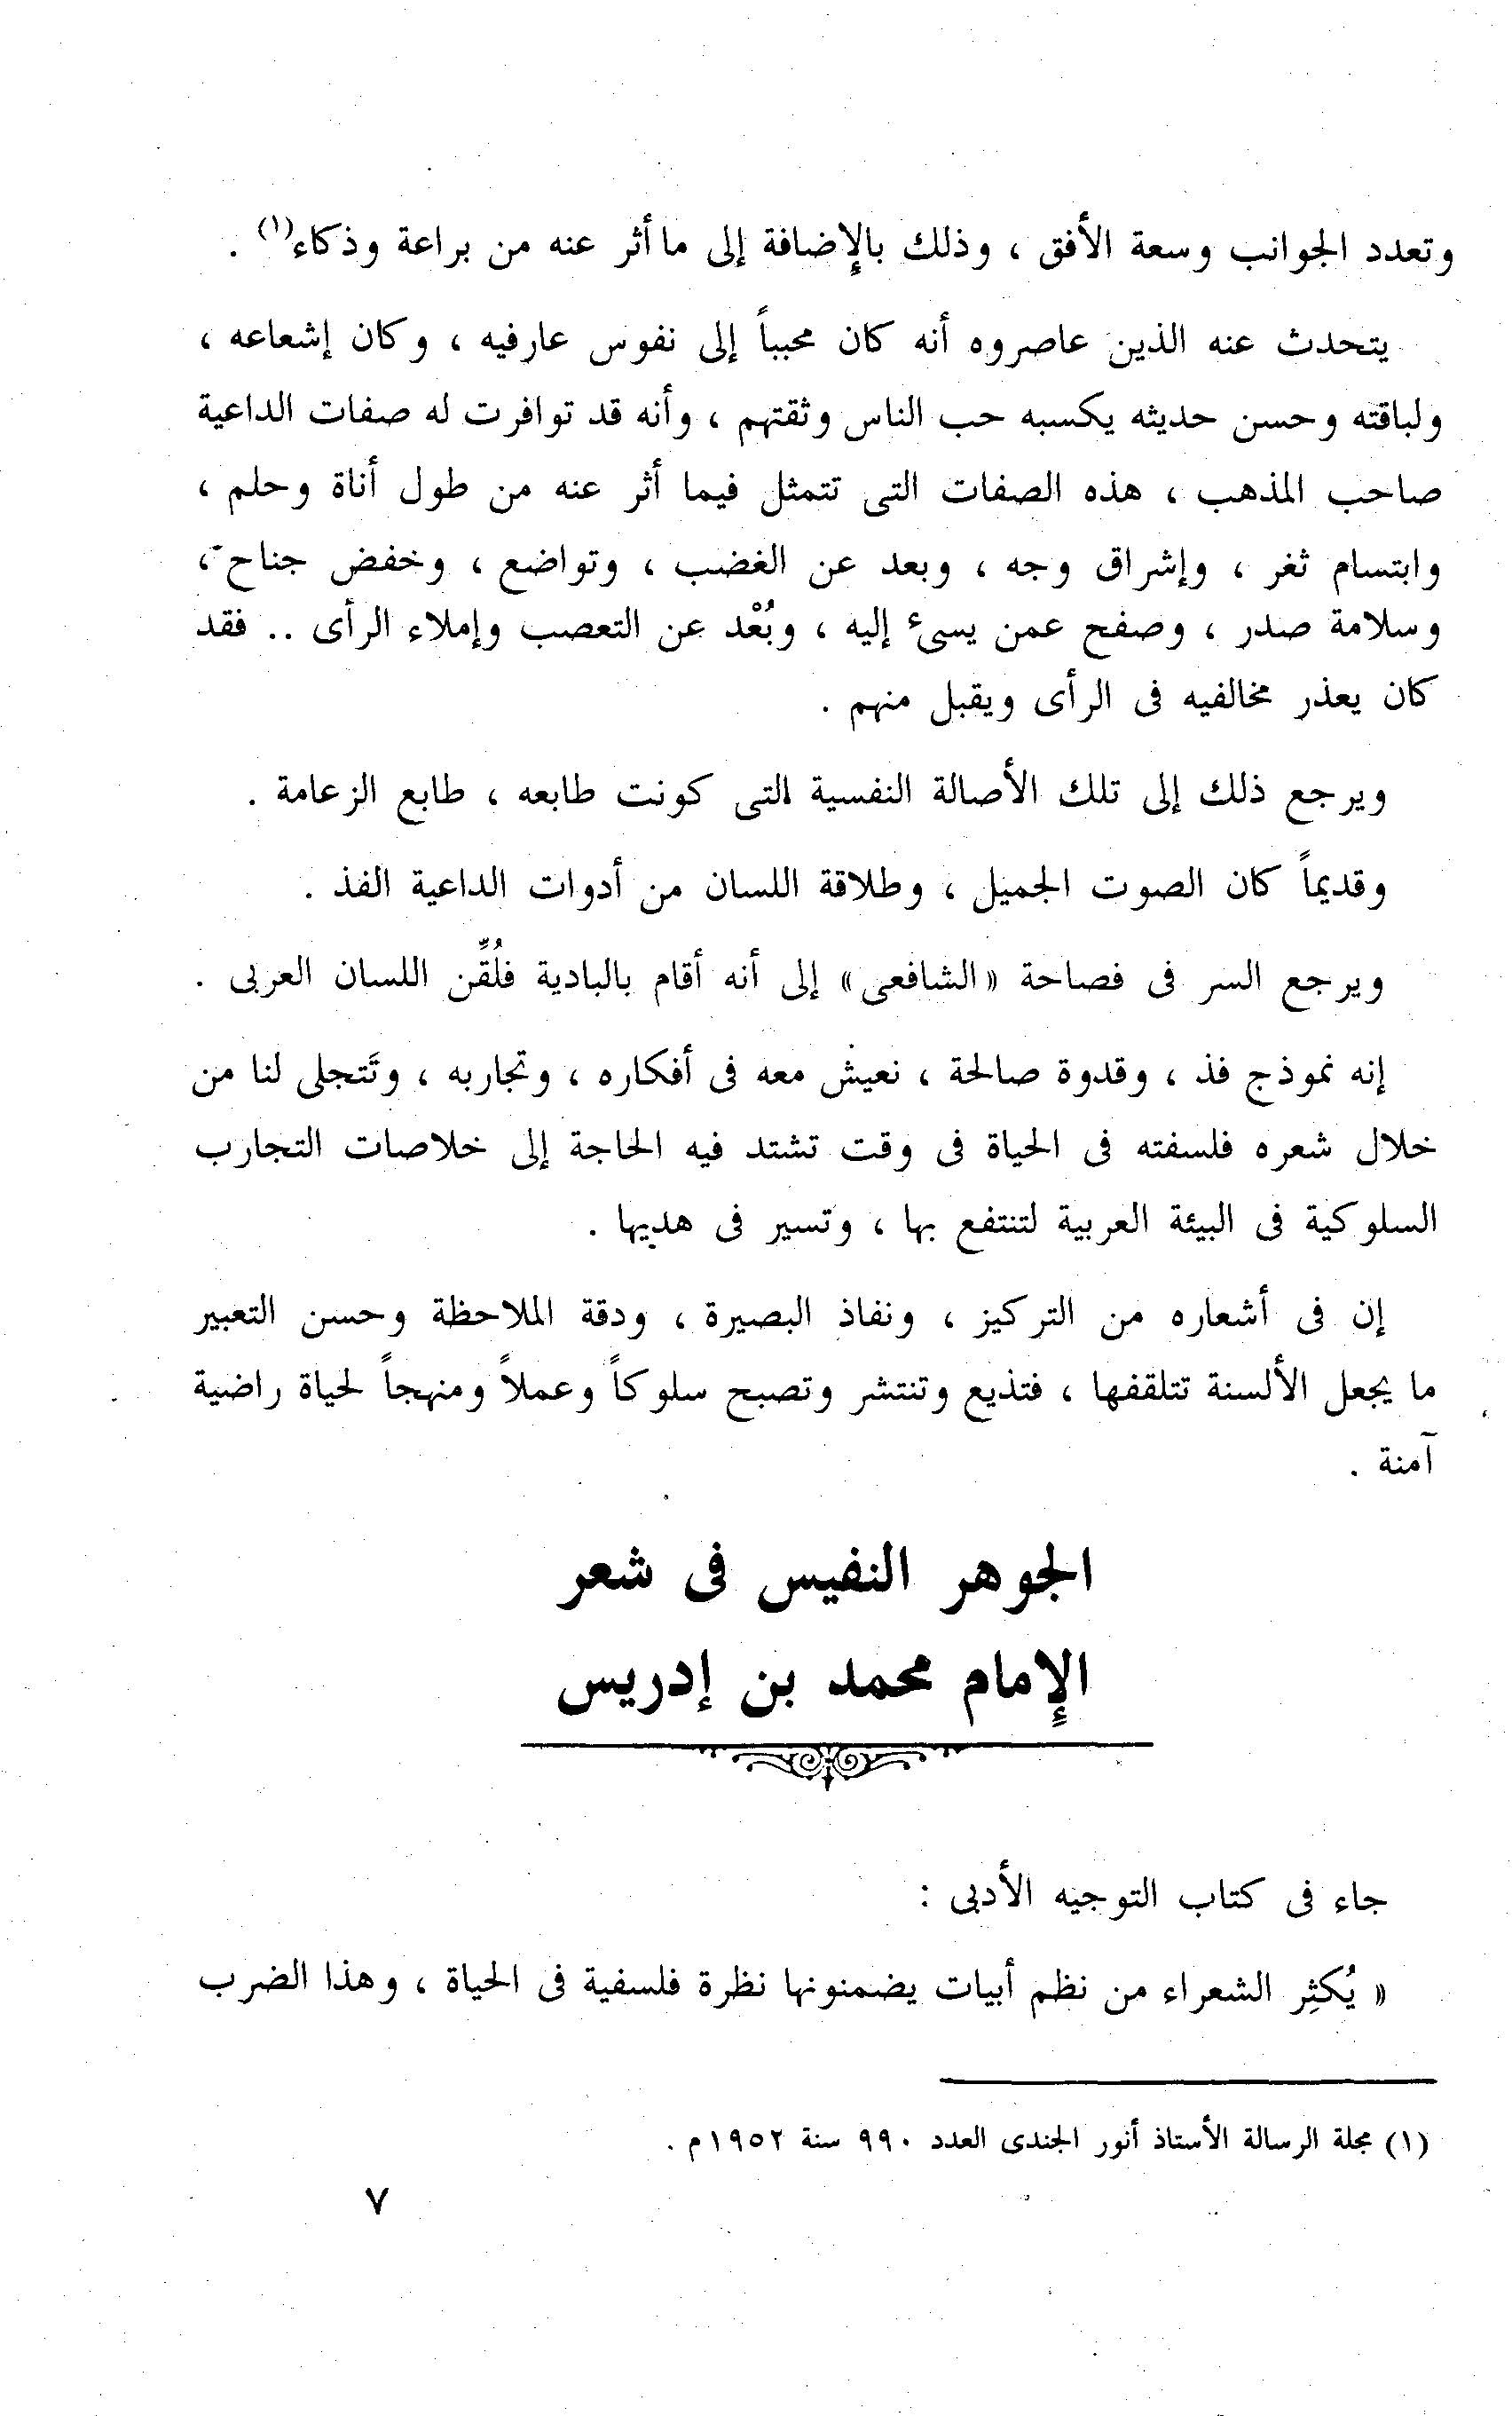 وتعدد الجوانب وسعة الأفق ، وذلك بالإضافة إلى ما أثر عنه من براعة وذكاء(١) .
يتحدث عنه الذين عاصروه أنه كان محبباً إلى نفوس عارفيه ، وكان إشعاعه ،
ولباقته وحسن حديثه يكسبه حب الناس وثقتهم ، وأنه قد توافرت له صفات الداعية
صاحب المذهب ، هذه الصفات التى تتمثل فيما أثر عنه من طول أناة وحلم ،
وابتسام ثغر ، وإشراق وجه ، وبعد عن الغضب ، وتواضع ، وخفض جناح ،
وسلامة صدر ، وصفح عمن يسىء إليه ، وبُعْد عن التعصب وإملاء الرأى .. فقد
كان يعذر مخالفيه فى الرأى ويقبل منهم .
ويرجع ذلك إلى تلك الأصالة النفسية التى كونت طابعه ، طابع الزعامة .
وقديماً كان الصوت الجميل ، وطلاقة اللسان من أدوات الداعية الفذ .
ويرجع السر فى فصاحة «الشافعى» إلى أنه أقام بالبادية فلُقِّن اللسان العربى .
إنه نموذج فذ ، وقدوة صالحة ، نعيش معه فى أفكاره ، وتجاربه ، وتَتجلى لنا من
خلال شعره فلسفته فى الحياة فى وقت تشتد فيه الحاجة إلى خلاصات التجارب
السلوكية فى البيئة العربية لتنتفع بها ، وتسير فى هديها .
إن فى أشعاره من التركيز ، ونفاذ البصيرة ، ودقة الملاحظة وحسن التعبير
ما يجعل الألسنة تتلقفها ، فتذيع وتنتشر وتصبح سلوكاً وعملاً ومنهجاً لحياة راضية
آمنة .
الجوهر النفيس فى شعر
الإمام محمد بن إدريس
جاء فى كتاب التوجيه الأدبى :
« يُكثِر الشعراء من نظم أبيات يضمنونها نظرة فلسفية فى الحياة ، وهذا الضرب
(١) مجلة الرسالة الأستاذ أنور الجندى العدد ٩٩٠ سنة ١٩٥٢م .
٧